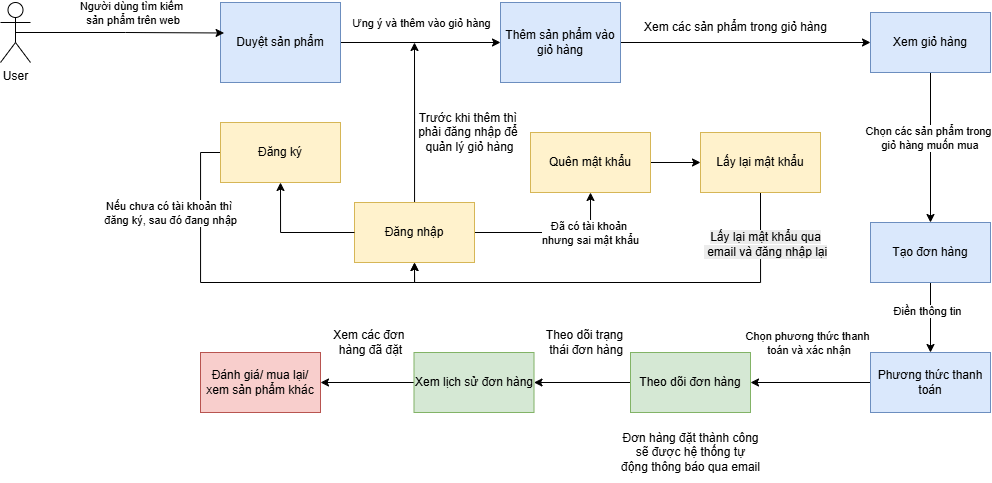 Người dùng tìm kiếm
sản phẩm trên web
User
Duyệt sản phẩm
Ưng ý và thêm vào giỏ hàng
Thêm sản phẩm vào
giỏ hàng
Xem các sản phẩm trong giỏ hàng
Xem giỏ hàng
Trước khi thêm thì
phải đăng nhập để
quản lý giỏ hàng
Chọn các sản phẩm trong
giỏ hàng muốn mua
Đăng ký
Quên mật khẩu
Lấy lại mật khẩu
Nếu chưa có tài khoản thì
đăng ký, sau đó đang nhập
Đăng nhập
Đã có tài khoản
nhưng sai mật khẩu
Lấy lại mật khẩu qua
email và đăng nhập lại
Tạo đơn hàng
Điền thông tin
Xem các đơn
hàng đã đặt
Theo dõi trạng
thái đơn hàng
Chọn phương thức thanh
toán và xác nhận
Đánh giá/ mua lại/
xem sản phẩm khác
Xem lịch sử đơn hàng
Theo dõi đơn hàng
Phương thức thanh
toán
Đơn hàng đặt thành công
sẽ được hệ thống tự
động thông báo qua email